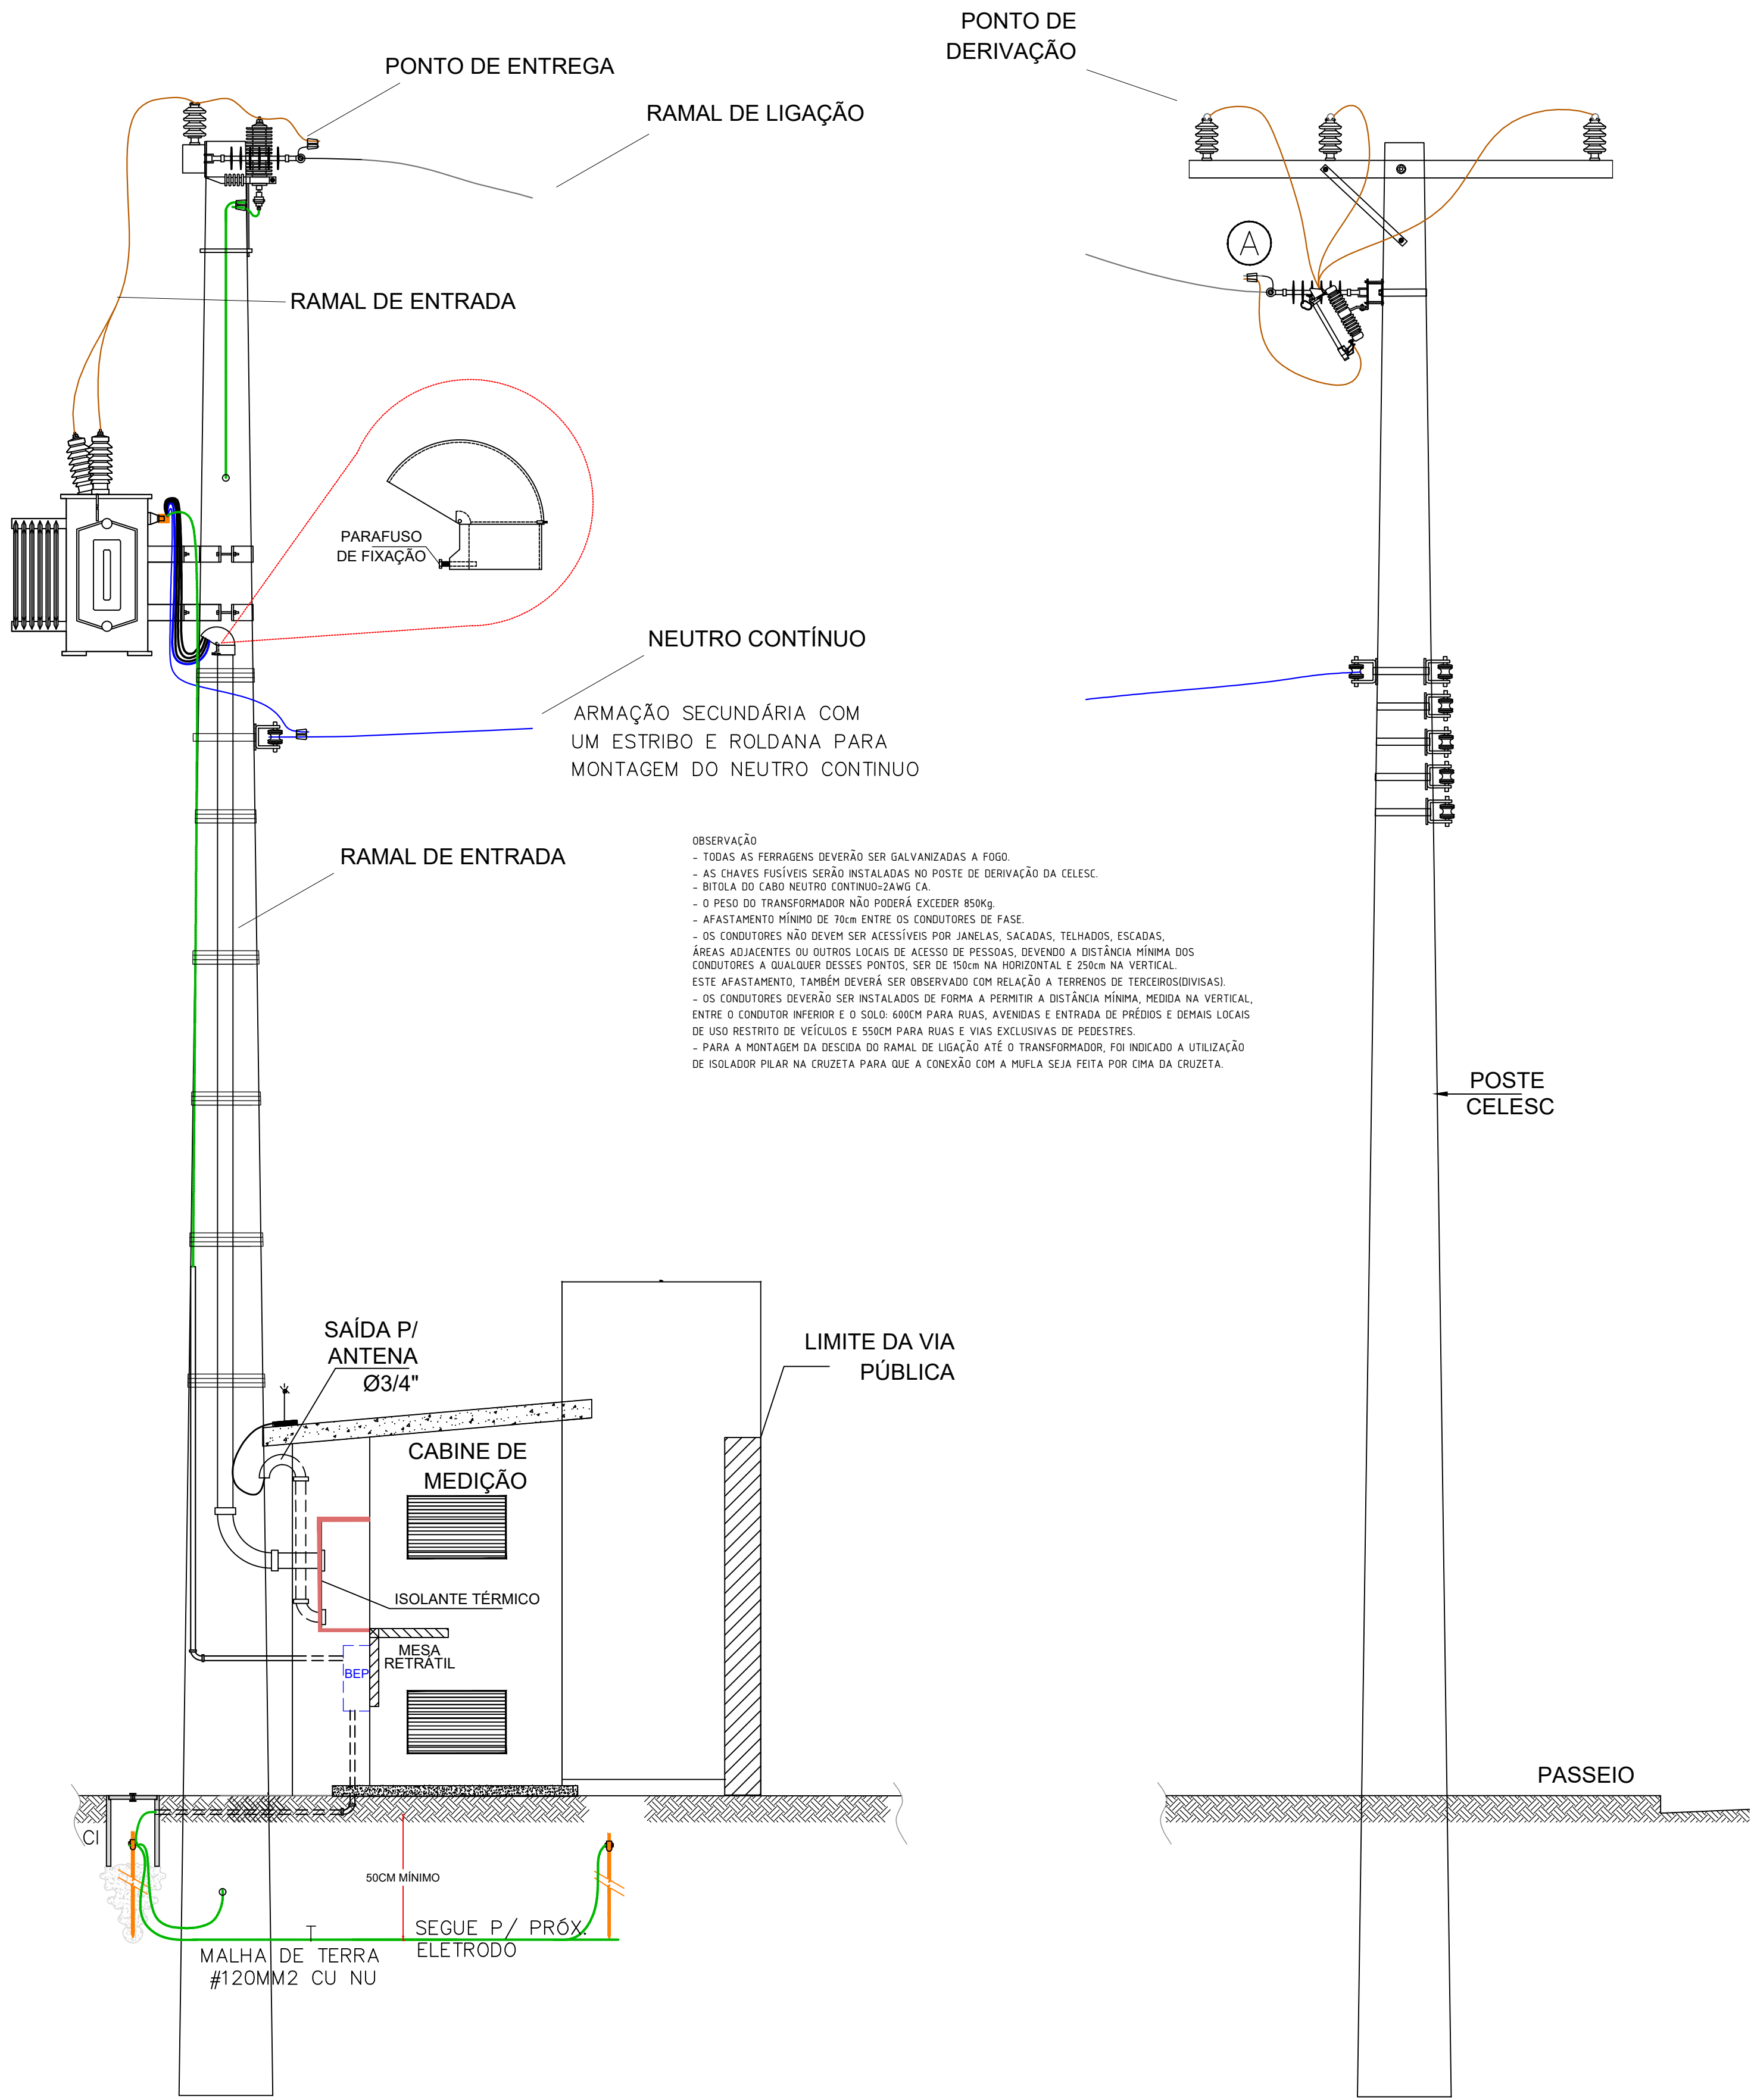 PONTO DE
DERIVAÇÃO
PONTO DE ENTREGA
RAMAL DE LIGAÇÃO
A
RAMAL DE ENTRADA
PARAFUSO
DE FIXAÇÃO
NEUTRO CONTÍNUO
ARMAÇÃO SECUNDÁRIA COM
UM ESTRIBO E ROLDANA PARA
MONTAGEM DO NEUTRO CONTINUO
RAMAL DE ENTRADA
OBSERVAÇÃO
- TODAS AS FERRAGENS DEVERÃO SER GALVANIZADAS A FOGO.
- AS CHAVES FUSÍVEIS SERÃO INSTALADAS NO POSTE DE DERIVAÇÃO DA CELESC.
- BITOLA DO CABO NEUTRO CONTINUO=2AWG CA.
- O PESO DO TRANSFORMADOR NÃO PODERÁ EXCEDER 850Kg.
- AFASTAMENTO MÍNIMO DE 70cm ENTRE OS CONDUTORES DE FASE.
- OS CONDUTORES NÃO DEVEM SER ACESSÍVEIS POR JANELAS, SACADAS, TELHADOS, ESCADAS,
ÁREAS ADJACENTES OU OUTROS LOCAIS DE ACESSO DE PESSOAS, DEVENDO A DISTÂNCIA MÍNIMA DOS
CONDUTORES A QUALQUER DESSES PONTOS, SER DE 150cm NA HORIZONTAL E 250cm NA VERTICAL.
ESTE AFASTAMENTO, TAMBÉM DEVERÁ SER OBSERVADO COM RELAÇÃO A TERRENOS DE TERCEIROS(DIVISAS).
- OS CONDUTORES DEVERÃO SER INSTALADOS DE FORMA A PERMITIR A DISTÂNCIA MÍNIMA, MEDIDA NA VERTICAL,
ENTRE O CONDUTOR INFERIOR E O SOLO: 600CM PARA RUAS, AVENIDAS E ENTRADA DE PRÉDIOS E DEMAIS LOCAIS
DE USO RESTRITO DE VEÍCULOS E 550CM PARA RUAS E VIAS EXCLUSIVAS DE PEDESTRES.
- PARA A MONTAGEM DA DESCIDA DO RAMAL DE LIGAÇÃO ATÉ O TRANSFORMADOR, FOI INDICADO A UTILIZAÇÃO
DE ISOLADOR PILAR NA CRUZETA PARA QUE A CONEXÃO COM A MUFLA SEJA FEITA POR CIMA DA CRUZETA.
POSTE
CELESC
SAÍDA P/
ANTENA
Ø3/4"
LIMITE DA VIA
PÚBLICA
CABINE DE
MEDIÇÃO
ISOLANTE TÉRMICO
MESA
RETRÁTIL
BEP
PASSEIO
CI
50CM MÍNIMO
T
SEGUE P/ PRÓX.
ELETRODO
MALHA DE TERRA
#120MM2 CU NU